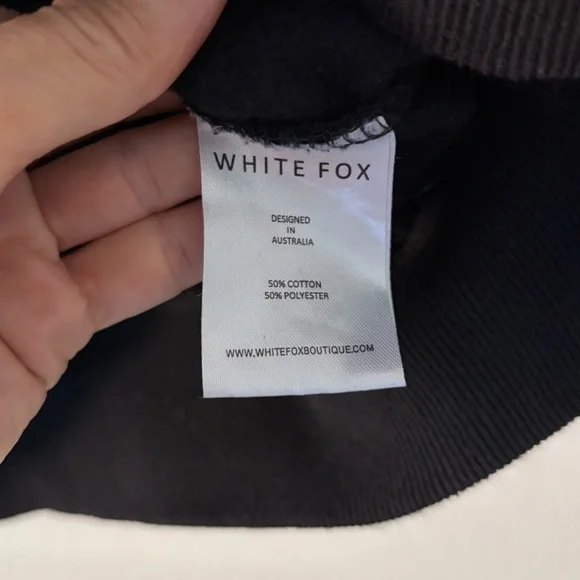 WHITE FOX
DESIGNED
IN
AUSTRALIA
50% COTTON
50% POLYESTER
WWW.WHITEFOXBOUTIQUE.COM